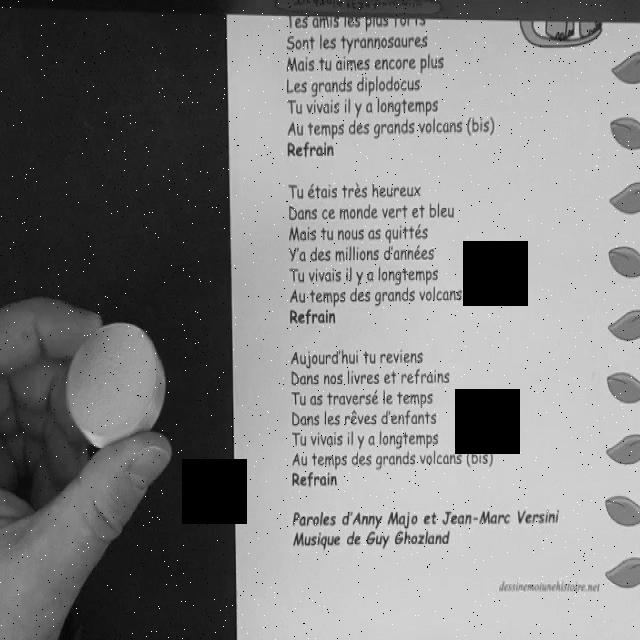 Tes amis les plus forts
Sont les tyrannosaures
Mais tu aimes encore plus
Les grands diplodocus
Tu vivais il y a longtemps
Au temps des grands volcans (bis)
Refrain
Tu étais très heureux
Dans ce monde vert et bleu
Mais tu nous as quittés
Y'a des millions d'années
Tu vivais il y a longtemps
Au temps des grands volcans
Refrain
Aujourd'hui tu reviens
Dans nos livres et refrains
Tu as traversé le temps
Dans les rêves d'enfants
Tu vivais il y a longtemps
Au temps des grands volcans (bis)
Refrain
Paroles d'Anny Majo et Jean-Marc Versini
Musique de Guy Ghozland
dessinemoiunehistoire.net